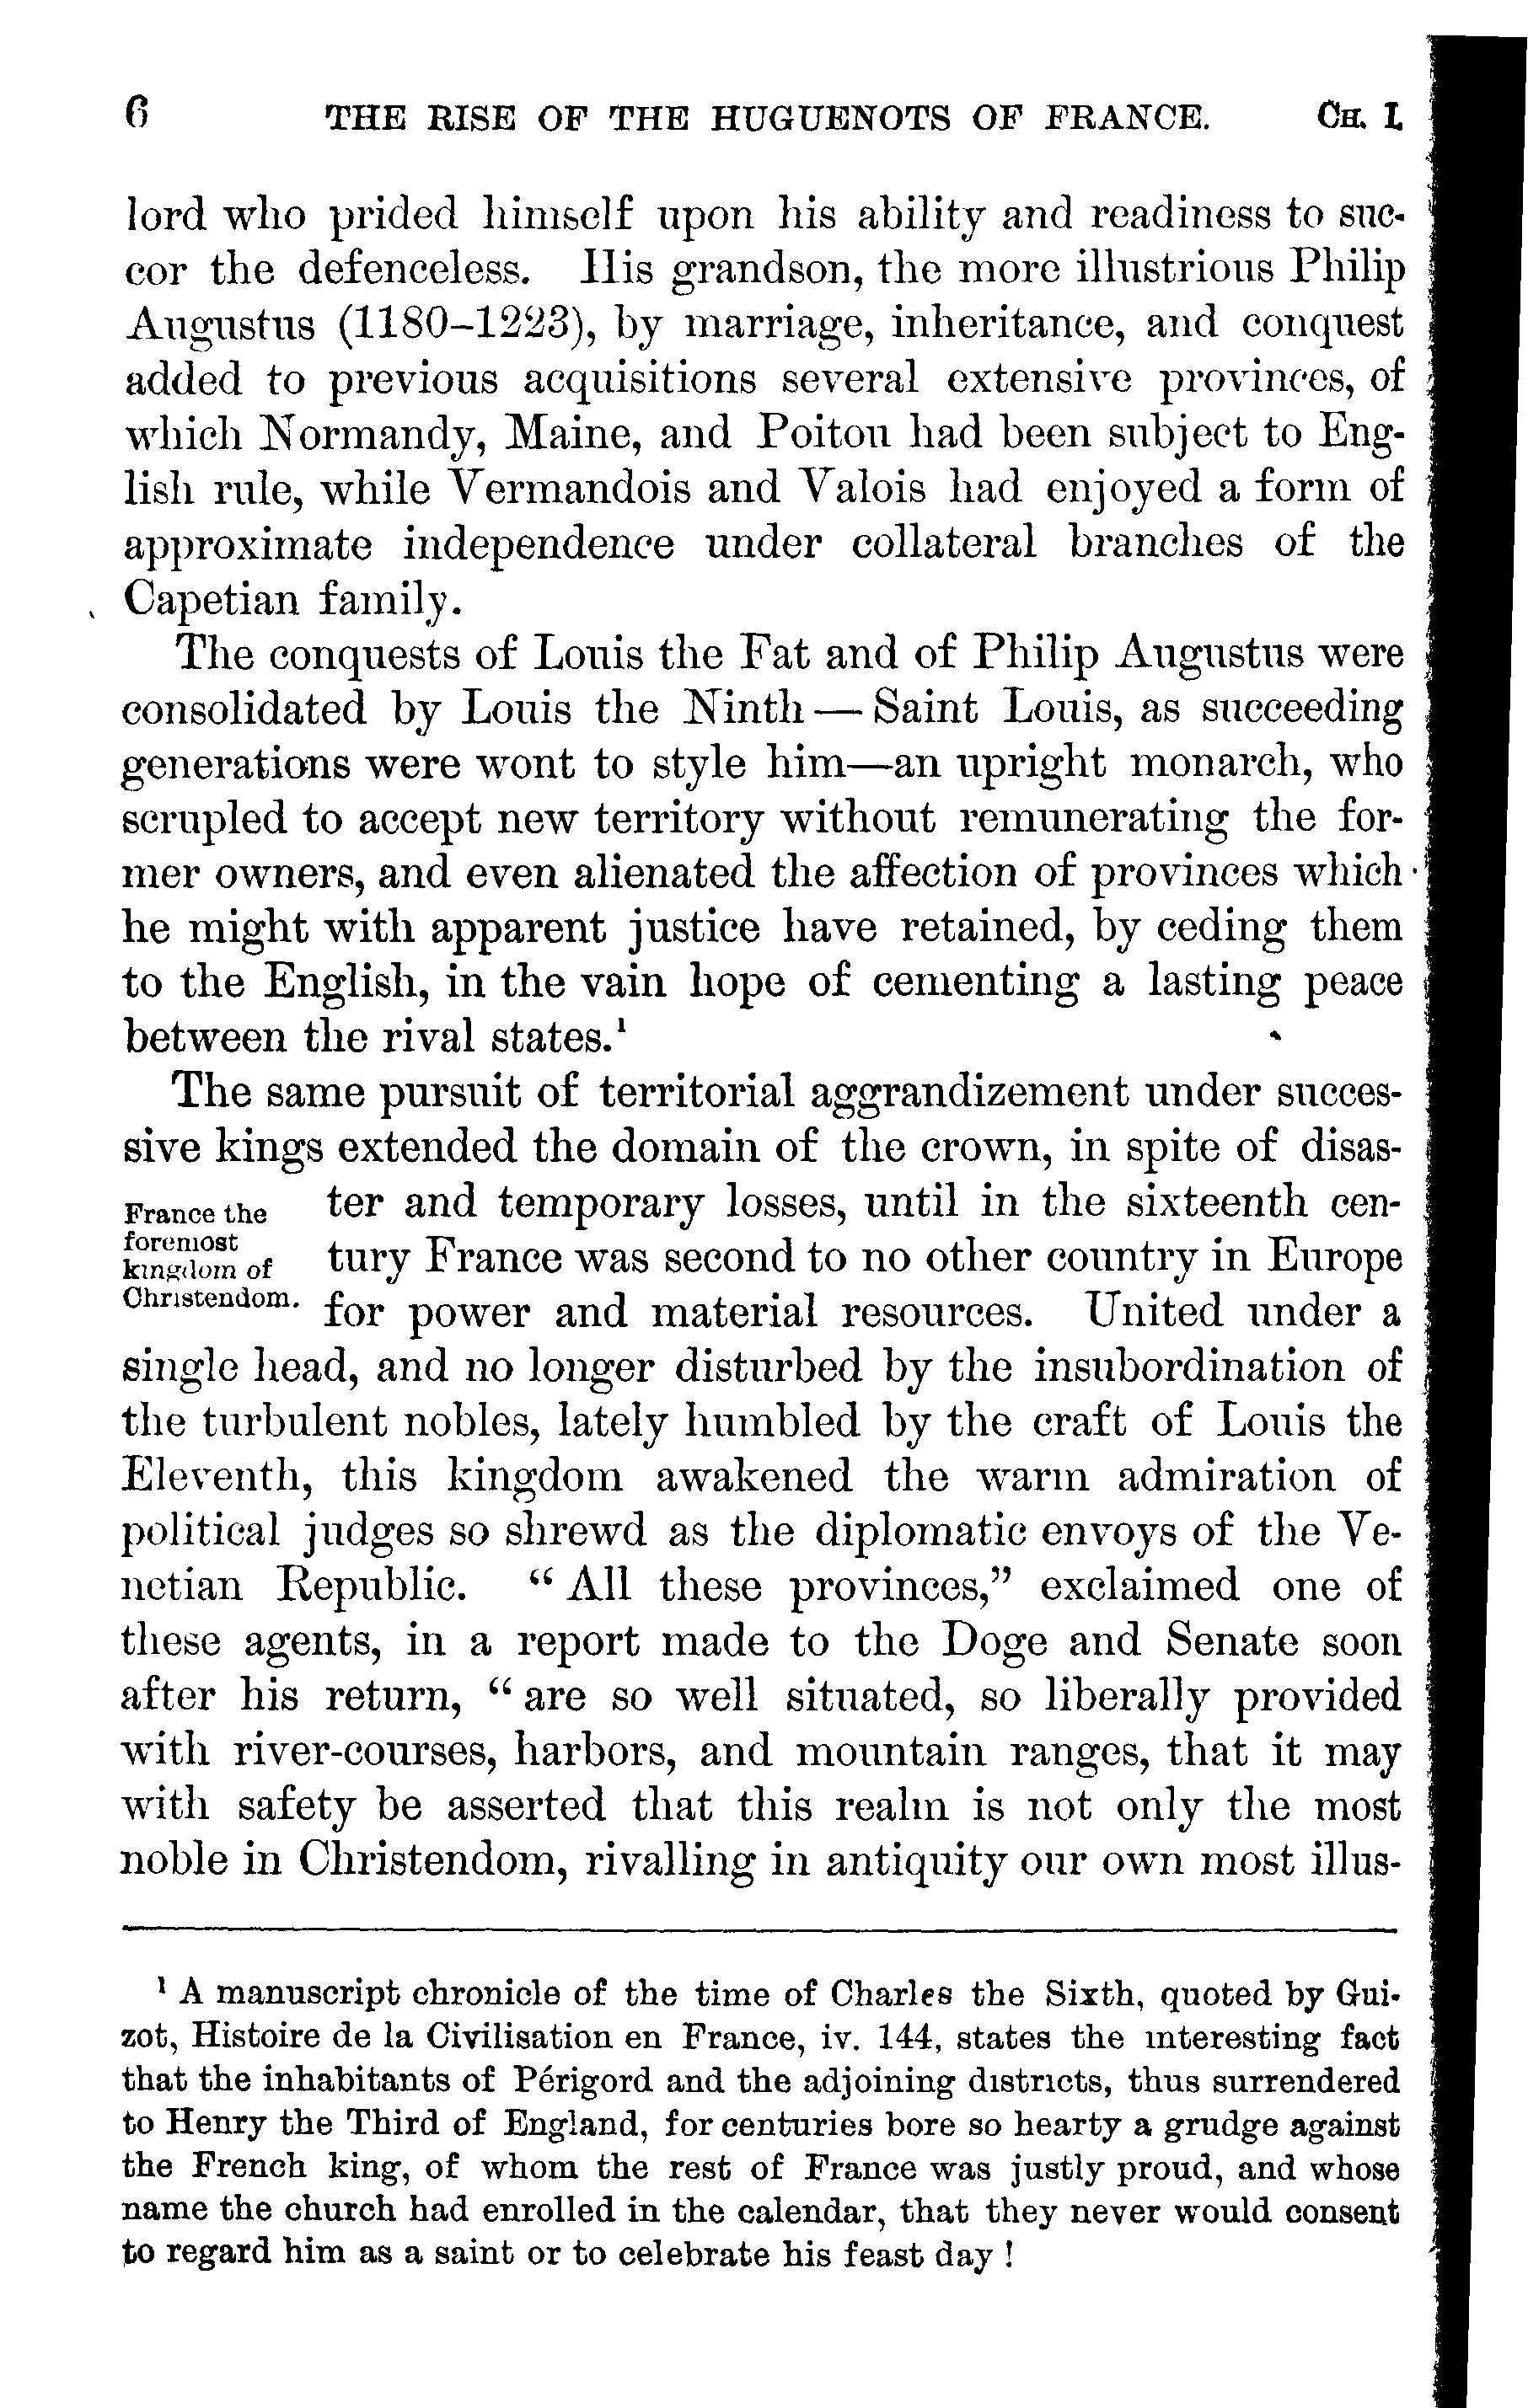 6 THE RISE OF THE HUGUENOTS OF FRANCE. CH. I.
lord who prided himself upon his ability and readiness to suc-
cor the defenceless. His grandson, the more illustrious Philip
Augustus (1180–1223), by marriage, inheritance, and conquest
added to previous acquisitions several extensive provinces, of
which Normandy, Maine, and Poitou had been subject to Eng-
lish rule, while Vermandois and Valois had enjoyed a form of
approximate independence under collateral branches of the
Capetian family.
The conquests of Louis the Fat and of Philip Augustus were
consolidated by Louis the Ninth — Saint Louis, as succeeding
generations were wont to style him—an upright monarch, who
scrupled to accept new territory without remunerating the for-
mer owners, and even alienated the affection of provinces which
he might with apparent justice have retained, by ceding them
to the English, in the vain hope of cementing a lasting peace
between the rival states.¹
The same pursuit of territorial aggrandizement under succes-
sive kings extended the domain of the crown, in spite of disas-
France the
foremost
kingdom of
Christendom.
ter and temporary losses, until in the sixteenth cen-
tury France was second to no other country in Europe
for power and material resources. United under a
single head, and no longer disturbed by the insubordination of
the turbulent nobles, lately humbled by the craft of Louis the
Eleventh, this kingdom awakened the warm admiration of
political judges so shrewd as the diplomatic envoys of the Ve-
netian Republic. “ All these provinces,” exclaimed one of
these agents, in a report made to the Doge and Senate soon
after his return, “ are so well situated, so liberally provided
with river-courses, harbors, and mountain ranges, that it may
with safety be asserted that this realm is not only the most
noble in Christendom, rivalling in antiquity our own most illus-
¹ A manuscript chronicle of the time of Charles the Sixth, quoted by Gui-
zot, Histoire de la Civilisation en France, iv. 144, states the interesting fact
that the inhabitants of Périgord and the adjoining districts, thus surrendered
to Henry the Third of England, for centuries bore so hearty a grudge against
the French king, of whom the rest of France was justly proud, and whose
name the church had enrolled in the calendar, that they never would consent
to regard him as a saint or to celebrate his feast day !